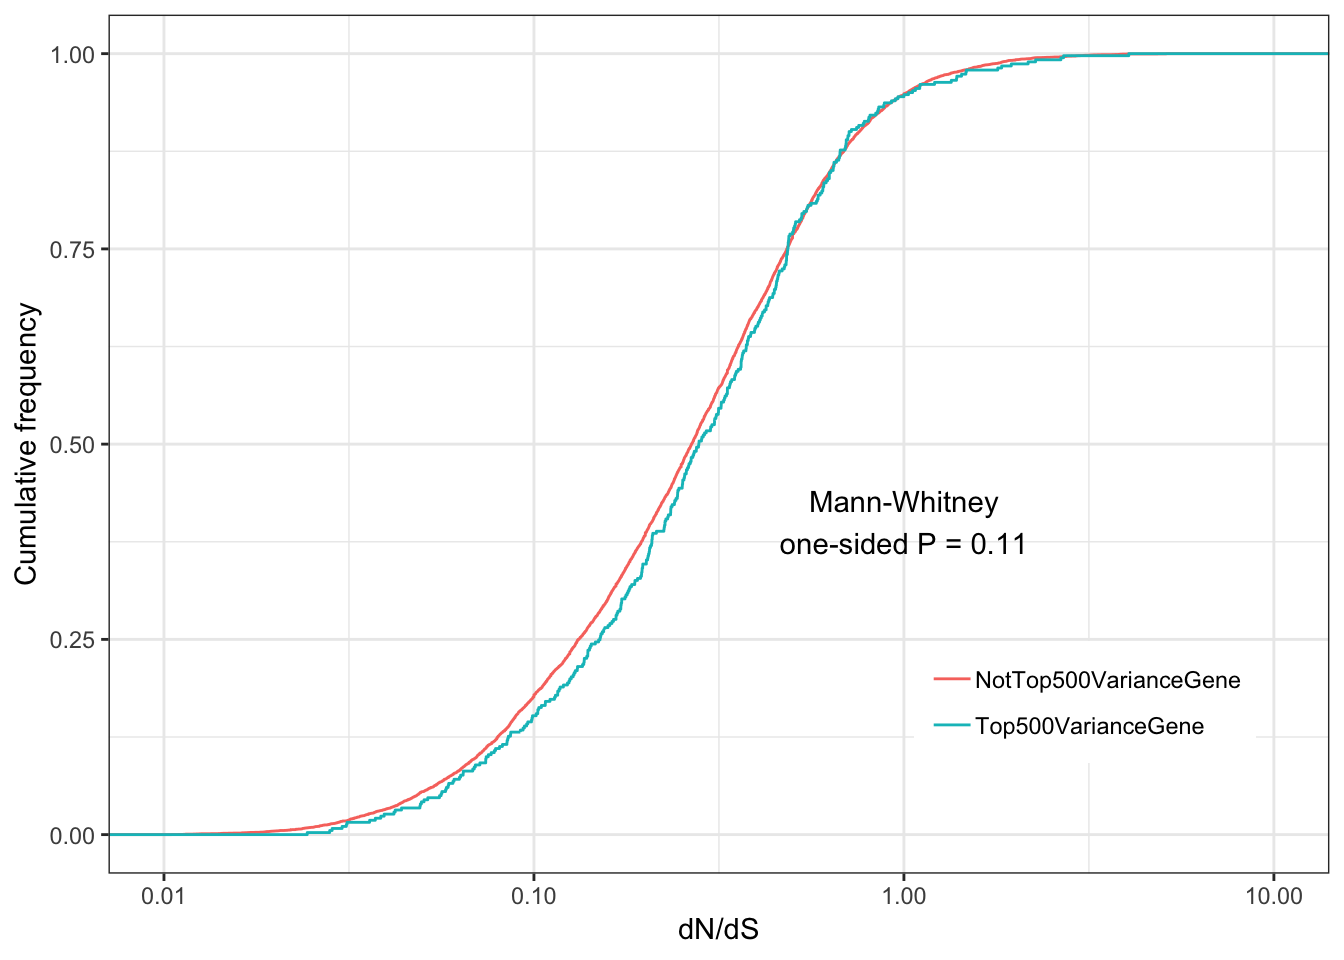 1.00
0.75
0.50
0.25
0.00
Cumulative frequency
Mann-Whitney
one-sided P = 0.11
NotTop500VarianceGene
Top500VarianceGene
0.01
0.10
1.00
10.00
dN/dS